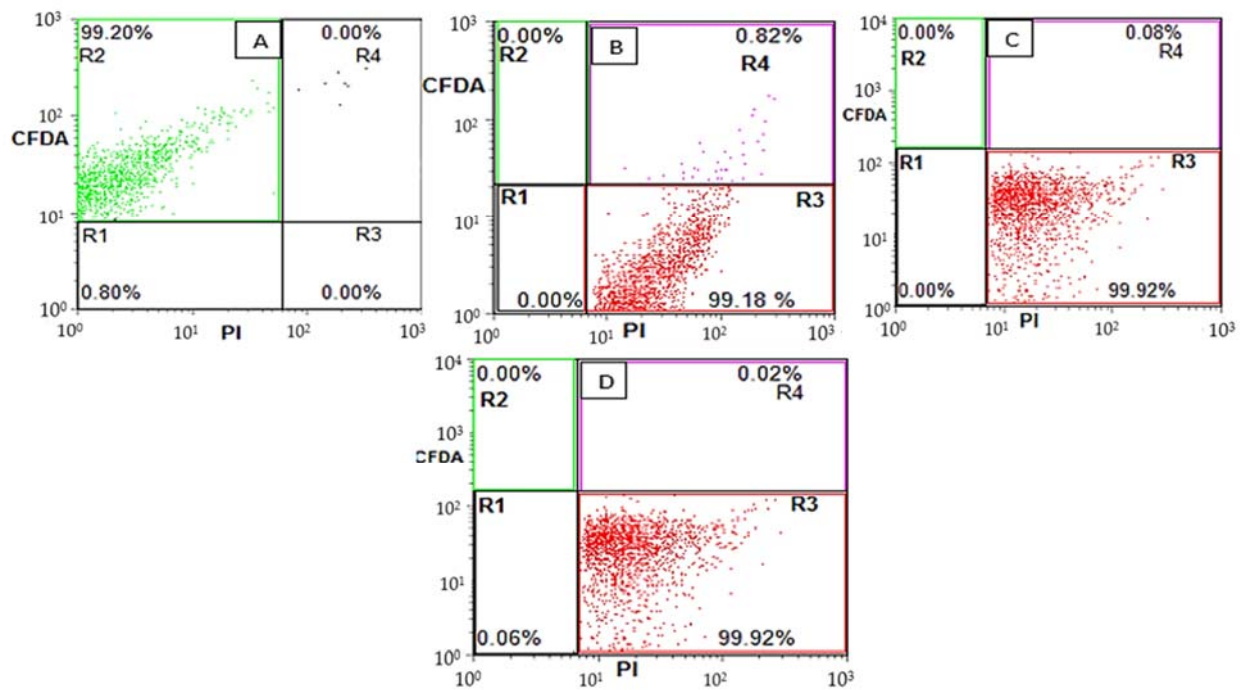 10³
99.20%
R2
A
0.00%
R4
10²
CFDA
10¹
R1
R3
0.80%
0.00%
10⁰
10⁰
10¹
PI
10²
10³
10³
0.00%
R2
B
0.82%
R4
CFDA
10²
R1
R3
10¹
0.00%
99.18 %
10⁰
10⁰
10¹
PI
10²
10³
10⁴
0.00%
R2
C
0.08%
R4
10³
CFDA
10²
R1
R3
10¹
0.00%
99.92%
10⁰
10⁰
10¹
PI
10²
10³
10⁴
0.00%
R2
D
0.02%
R4
10³
CFDA
10²
R1
R3
10¹
0.06%
99.92%
10⁰
10⁰
10¹
PI
10²
10³